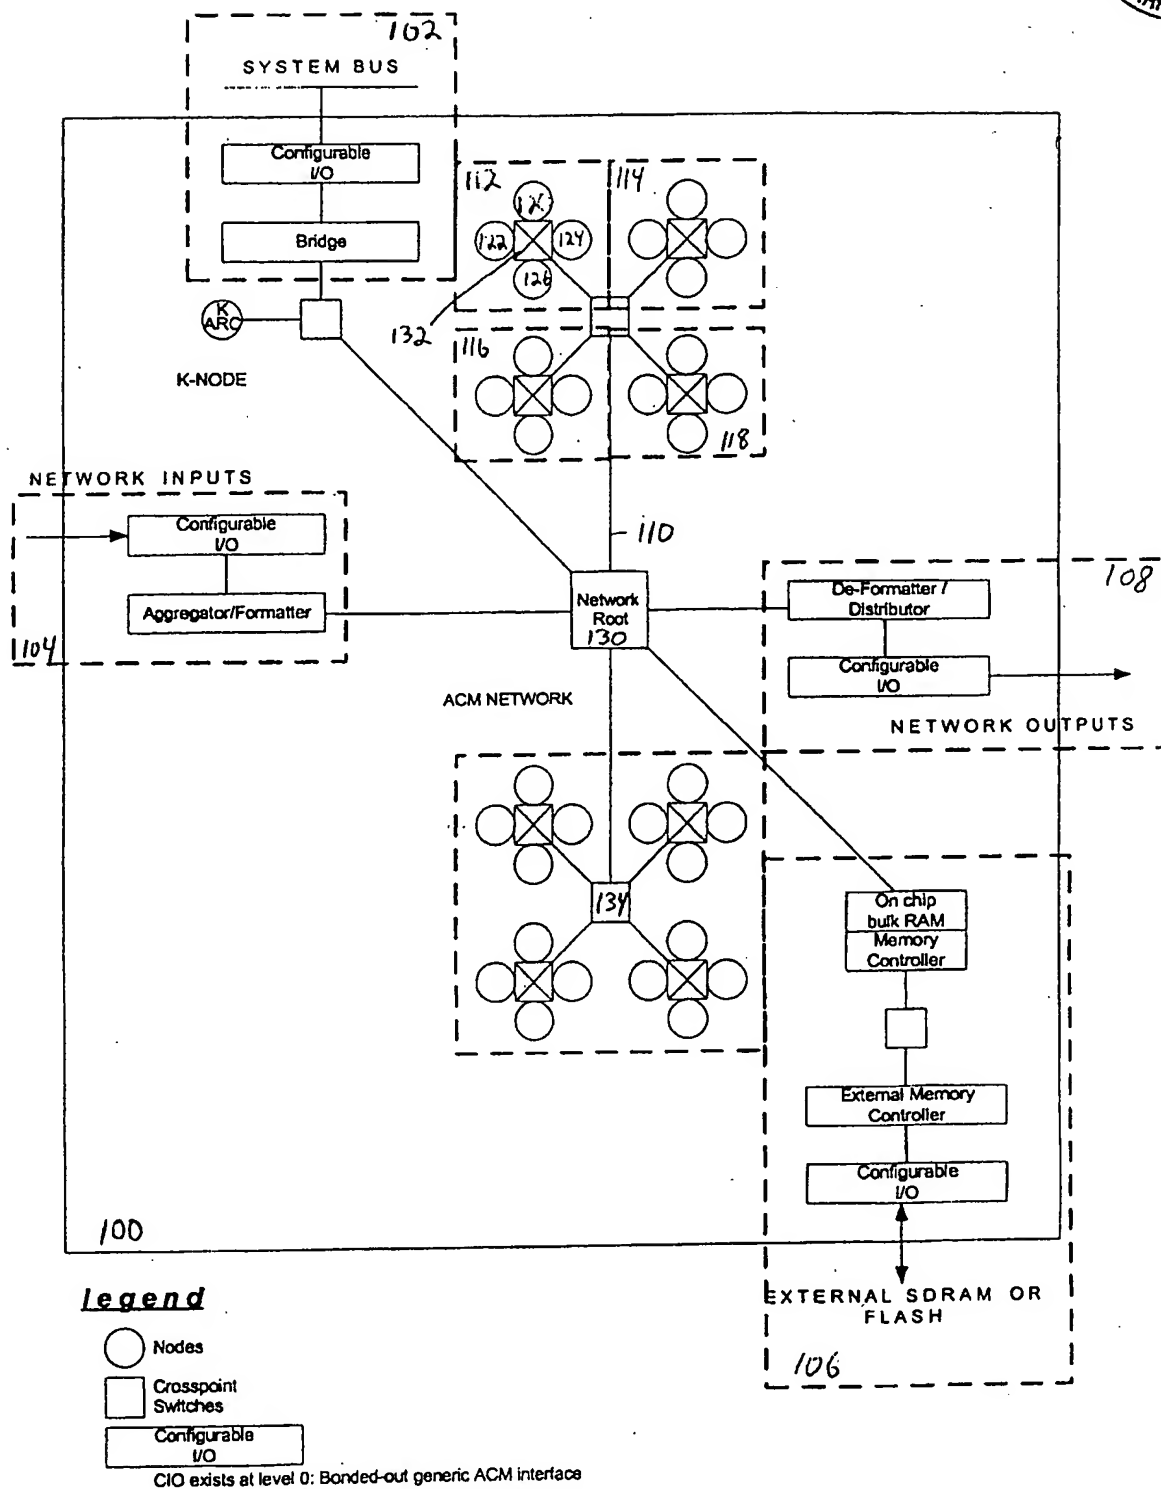 102
SYSTEM BUS
Configurable
I/O
Bridge
112
114
122
124
126
132
116
118
K
ARC
K-NODE
NETWORK INPUTS
Configurable
I/O
Aggregator/Formatter
104
110
Network
Root
130
108
De-Formatter /
Distributor
Configurable
I/O
NETWORK OUTPUTS
ACM NETWORK
134
On chip
bulk RAM
Memory
Controller
External Memory
Controller
Configurable
I/O
100
EXTERNAL SDRAM OR
FLASH
106
legend
Nodes
Crosspoint
Switches
Configurable
I/O
CIO exists at level 0: Bonded-out generic ACM interface